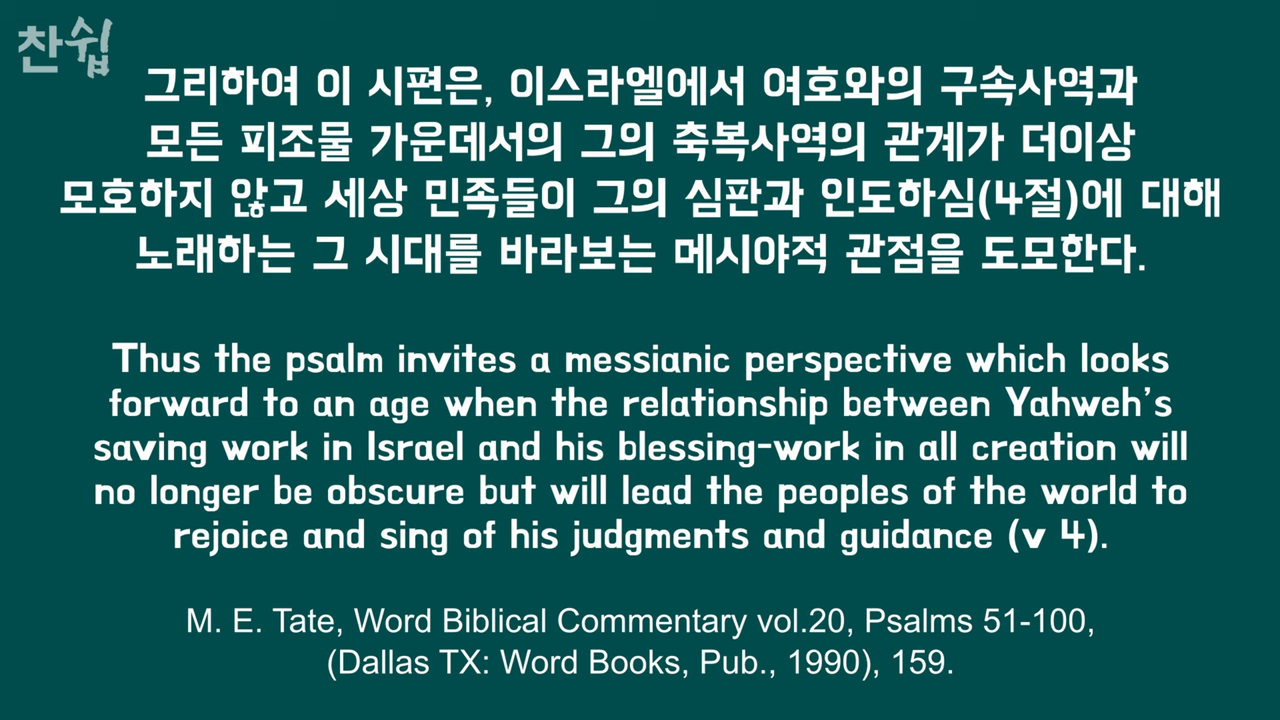 찬쉽
그리하여 이 시편은, 이스라엘에서 여호와의 구속사역과
모든 피조물 가운데서의 그의 축복사역의 관계가 더이상
모호하지 않고 세상 민족들이 그의 심판과 인도하심(4절)에 대해
노래하는 그 시대를 바라보는 메시야적 관점을 도모한다.
Thus the psalm invites a messianic perspective which looks
forward to an age when the relationship between Yahweh's
saving work in Israel and his blessing-work in all creation will
no longer be obscure but will lead the peoples of the world to
rejoice and sing of his judgments and guidance (v 4).
M. E. Tate, Word Biblical Commentary vol.20, Psalms 51-100,
(Dallas TX: Word Books, Pub., 1990), 159.